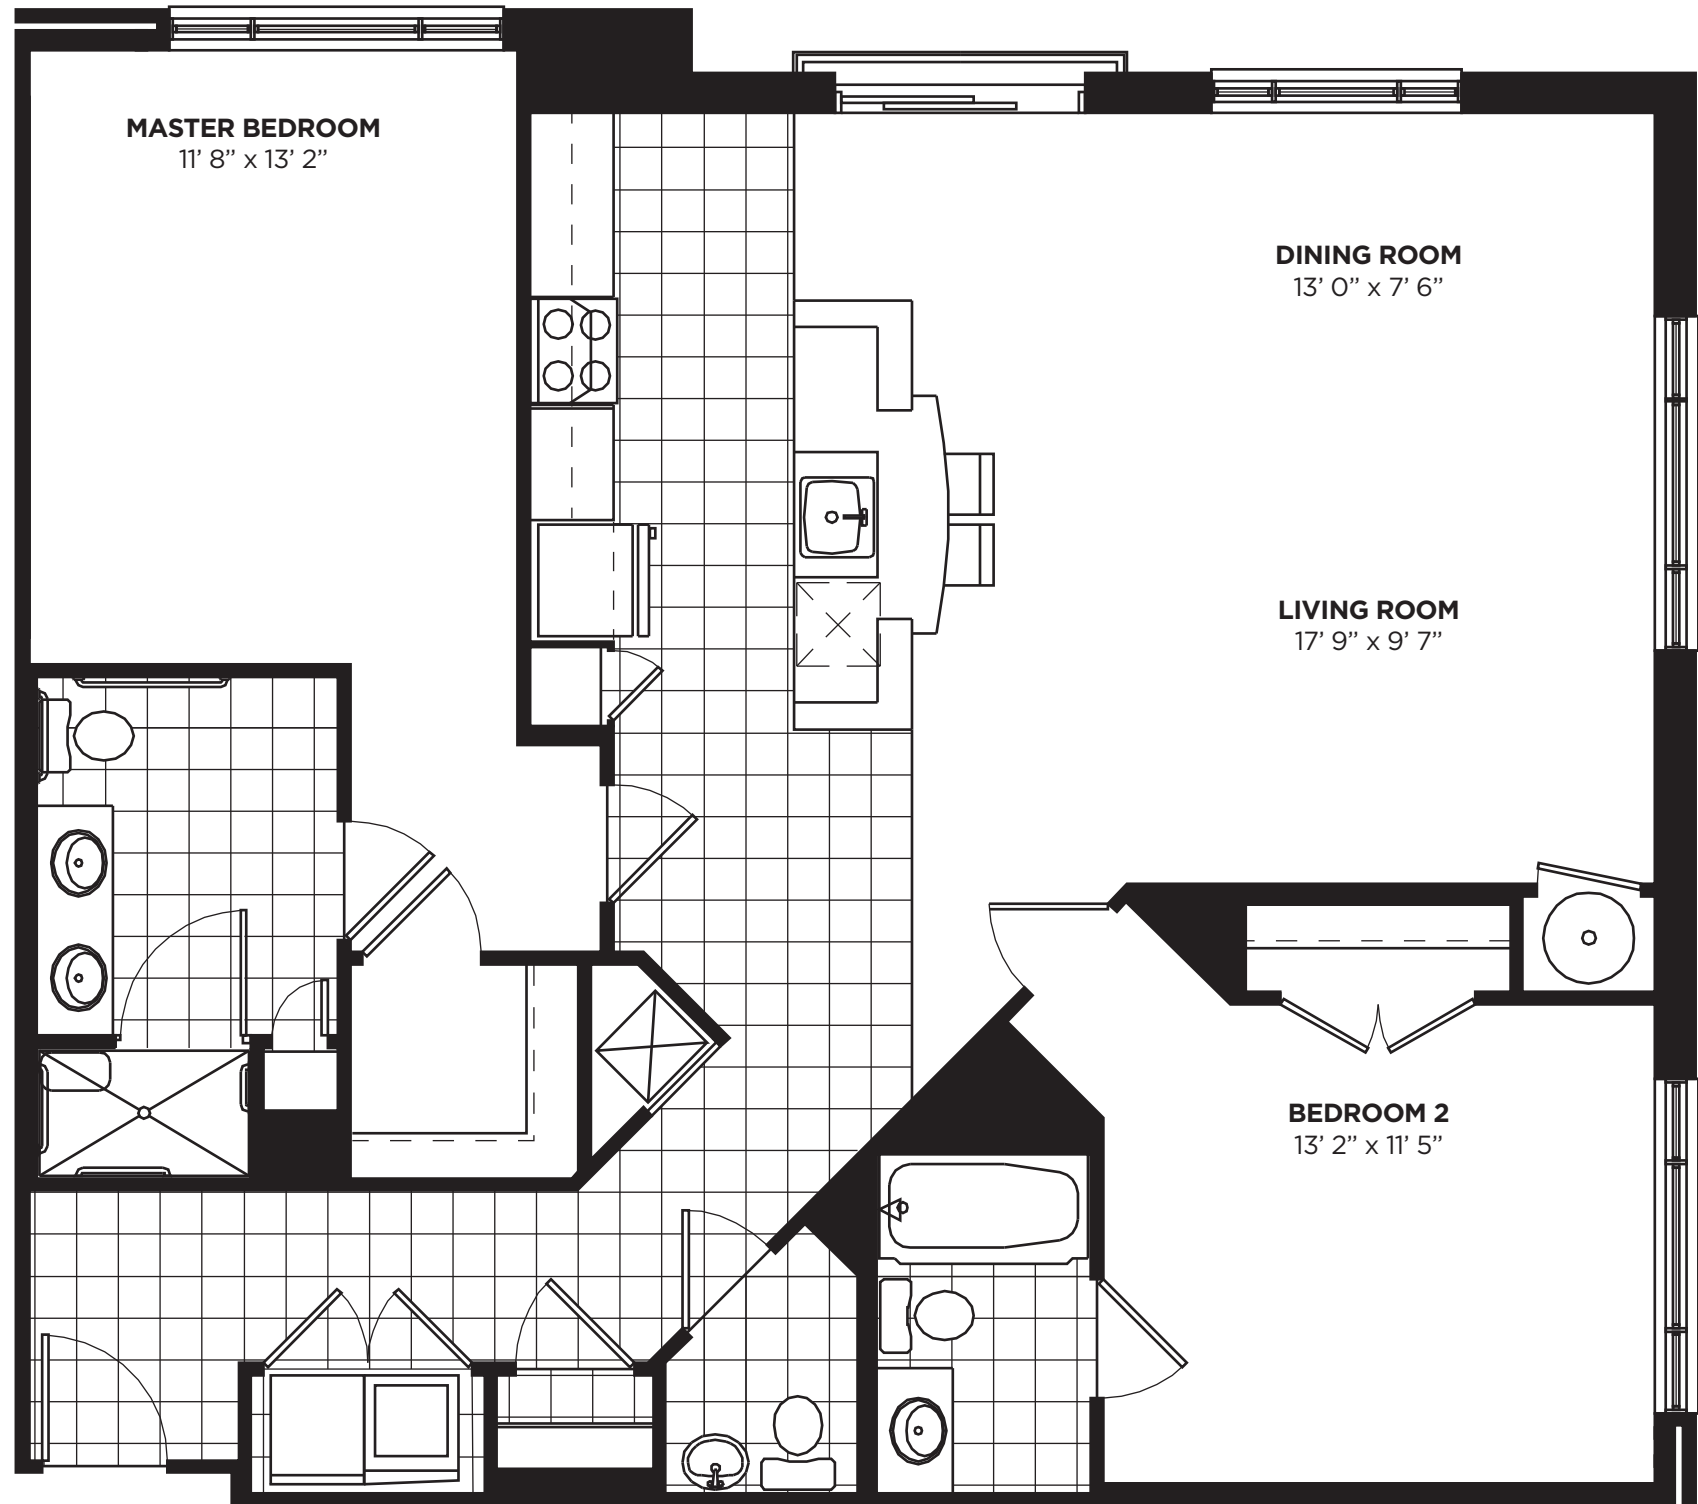 MASTER BEDROOM
11’ 8” x 13’ 2”
DINING ROOM
13’ 0” x 7’ 6”
LIVING ROOM
17’ 9” x 9’ 7”
BEDROOM 2
13’ 2” x 11’ 5”